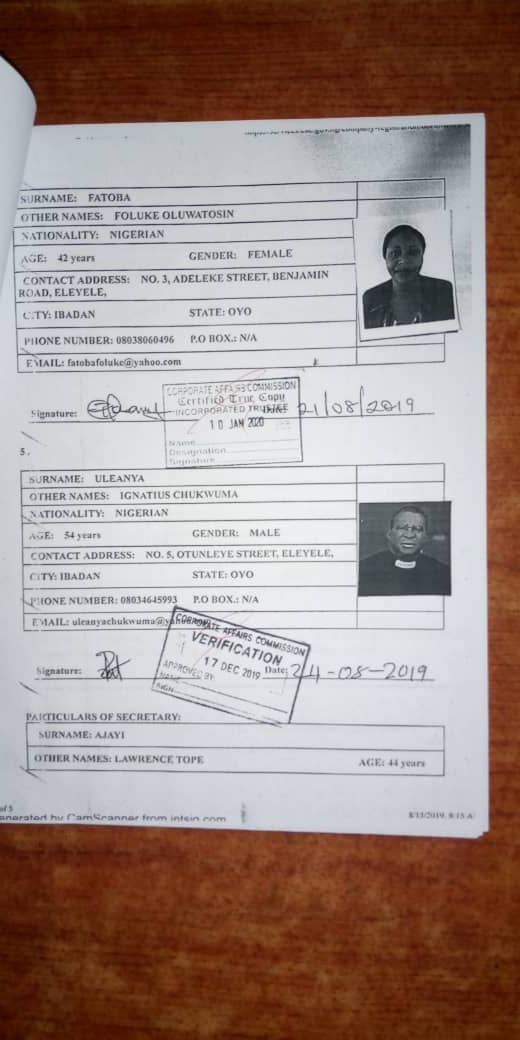 SURNAME: FATOBA
OTHER NAMES: FOLUKE OLUWATOSIN
NATIONALITY: NIGERIAN
AGE: 42 years GENDER: FEMALE
CONTACT ADDRESS: NO. 3, ADELEKE STREET, BENJAMIN
ROAD, ELEYELE,
CITY: IBADAN STATE: OYO
PHONE NUMBER: 08038060496 P.O BOX.: N/A
EMAIL: fatobafoluke@yahoo.com
CORPORATE AFFAIRS COMMISSION
Certified True Copy
INCORPORATED TRUSTEE
10 JAN 2020
Name
Designation
Signature
Signature: Date: 21/08/2019
5.
SURNAME: ULEANYA
OTHER NAMES: IGNATIUS CHUKWUMA
NATIONALITY: NIGERIAN
AGE: 54 years GENDER: MALE
CONTACT ADDRESS: NO. 5, OTUNLEYE STREET, ELEYELE,
CITY: IBADAN STATE: OYO
PHONE NUMBER: 08034645993 P.O BOX.: N/A
EMAIL: uleanyachukwuma@
CORPORATE AFFAIRS COMMISSION
VERIFICATION
17 DEC 2019
APPROVED BY:
NAME
SIGN
Signature: Date: 24-08-2019
PARTICULARS OF SECRETARY:
SURNAME: AJAYI
OTHER NAMES: LAWRENCE TOPE AGE: 44 years
of 5 8/13/2019, 9:15 A
enerated by CamScanner from intsig.com